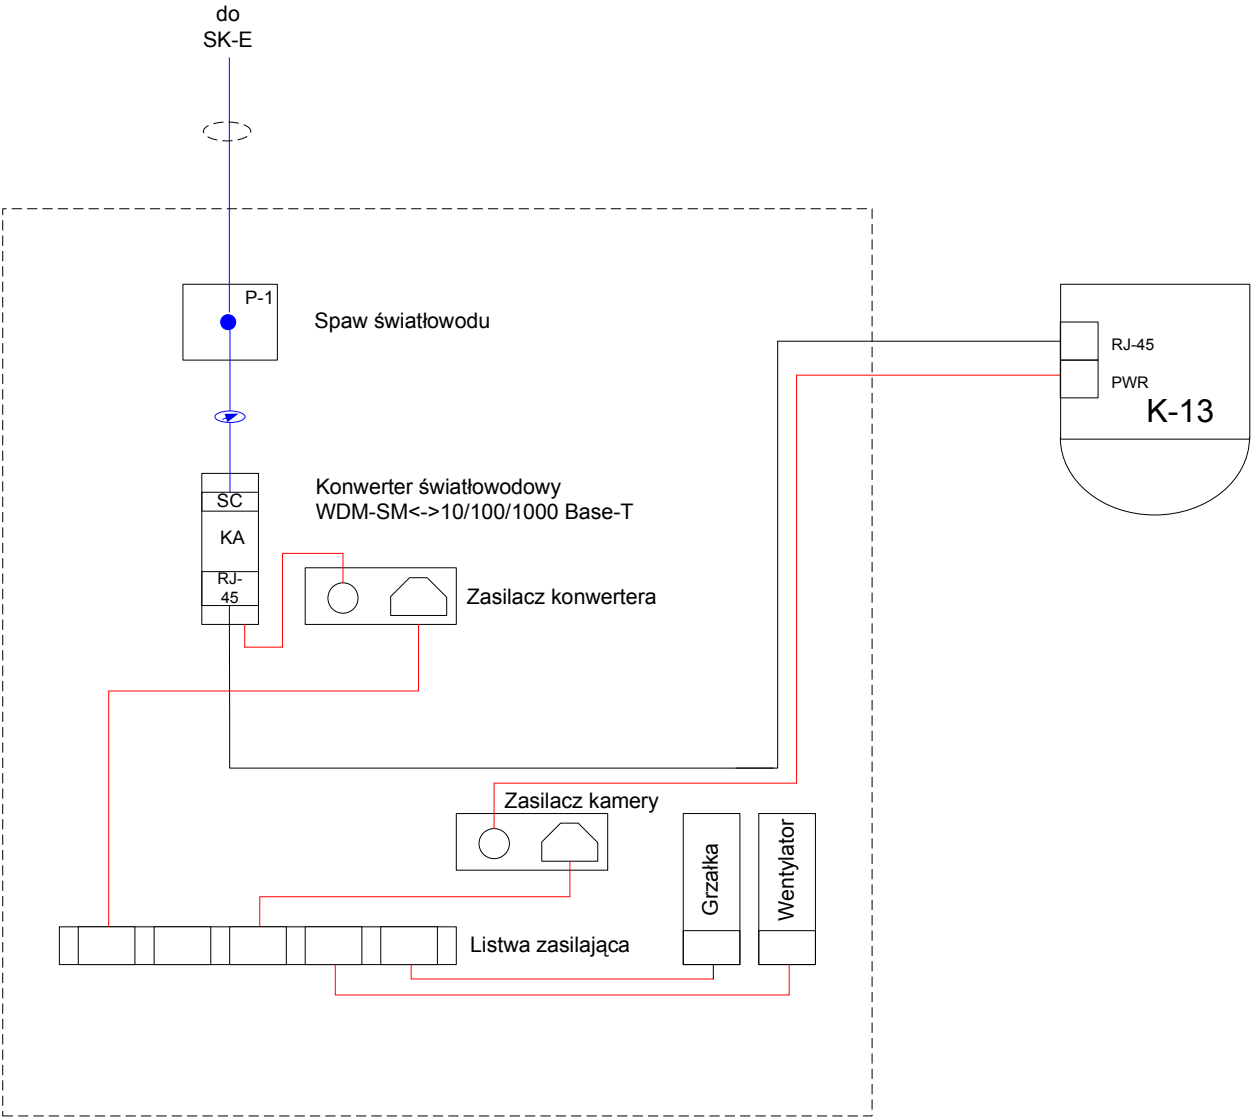 do
SK-E
P-1
Spaw światłowodu
RJ-45
PWR
K-13
SC
KA
RJ-
45
Konwerter światłowodowy
WDM-SM<->10/100/1000 Base-T
Zasilacz konwertera
Zasilacz kamery
Grzałka
Wentylator
Listwa zasilająca